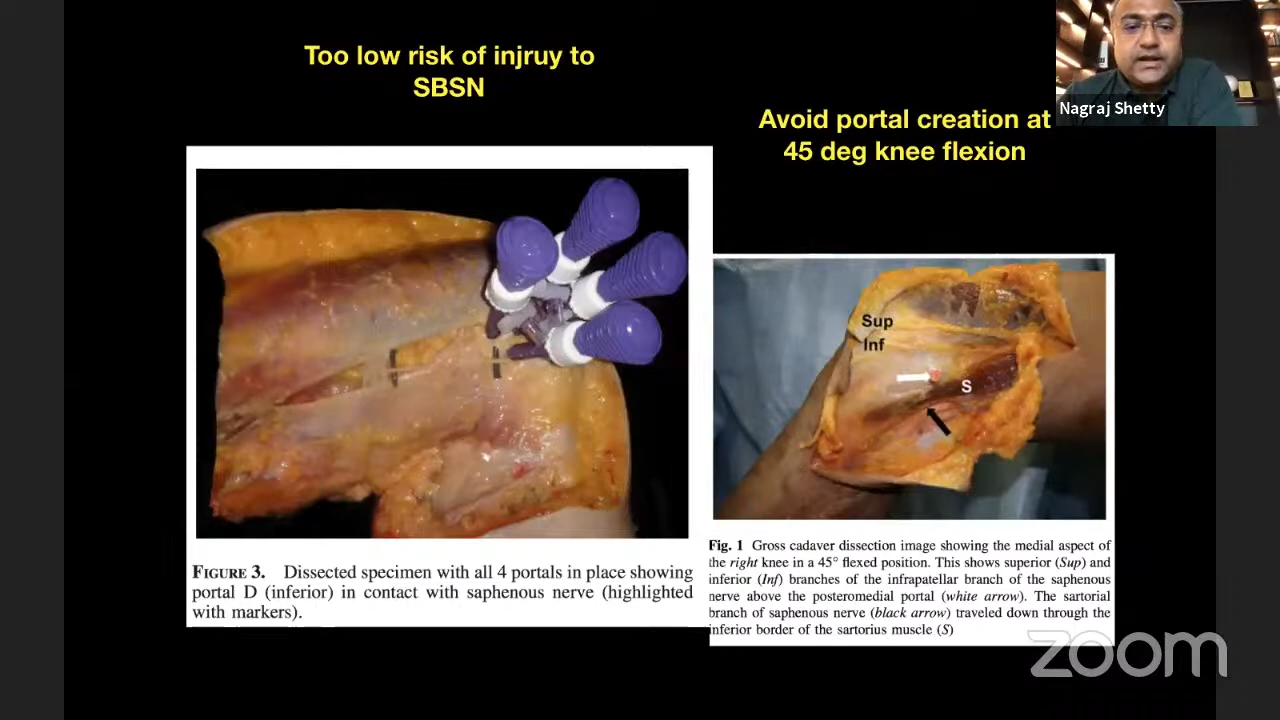 Too low risk of injruy to
SBSN
Avoid portal creation at
45 deg knee flexion
Nagraj Shetty
Sup
Inf
S
FIGURE 3. Dissected specimen with all 4 portals in place showing
portal D (inferior) in contact with saphenous nerve (highlighted
with markers).
Fig. 1 Gross cadaver dissection image showing the medial aspect of
the right knee in a 45° flexed position. This shows superior (Sup) and
inferior (Inf) branches of the infrapatellar branch of the saphenous
nerve above the posteromedial portal (white arrow). The sartorial
branch of saphenous nerve (black arrow) traveled down through the
inferior border of the sartorius muscle (S)
zoom